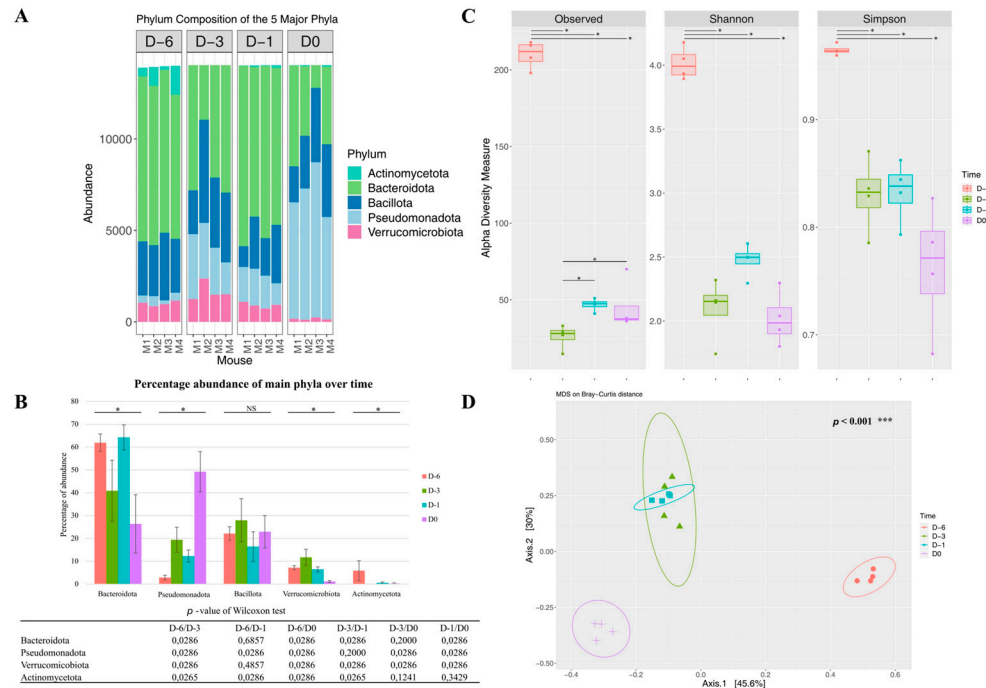 A
Phylum Composition of the 5 Major Phyla
D-6 D-3 D-1 D0
10000
5000
0
Abundance
M1 M2 M3 M4 M1 M2 M3 M4 M1 M2 M3 M4 M1 M2 M3 M4
Mouse
Phylum
Actinomycetota
Bacteroidota
Bacillota
Pseudomonadota
Verrucomicrobiota
B
Percentage abundance of main phyla over time
Percentage of abundance
80
70
60
50
40
30
20
10
0
* * NS * *
Bacteroidota Pseudomonadota Bacillota Verrucomicrobiota Actinomycetota
D-6
D-3
D-1
D0
p -value of Wilcoxon test
D-6/D-3 D-6/D-1 D-6/D0 D-3/D-1 D-3/D0 D-1/D0
Bacteroidota 0,0286 0,6857 0,0286 0,0286 0,2000 0,0286
Pseudomonadota 0,0286 0,0286 0,0286 0,2000 0,0286 0,0286
Verrucomicobiota 0,0286 0,4857 0,0286 0,0286 0,0286 0,0286
Actinomycetota 0,0265 0,0286 0,0286 0,0265 0,1241 0,3429
C
Observed Shannon Simpson
Alpha Diversity Measure
200
150
100
50
* * *
* *
4.0
3.5
3.0
2.5
2.0
* * *
0.9
0.8
0.7
* * *
Time
D-
D-
D-
D0
D
MDS on Bray-Curtis distance
p < 0.001 ***
Axis.2 [30%]
0.50
0.25
0.00
-0.25
-0.50
-0.4 -0.2 0.0 0.2 0.4 0.6
Axis.1 [45.6%]
Time
D-6
D-3
D-1
D0